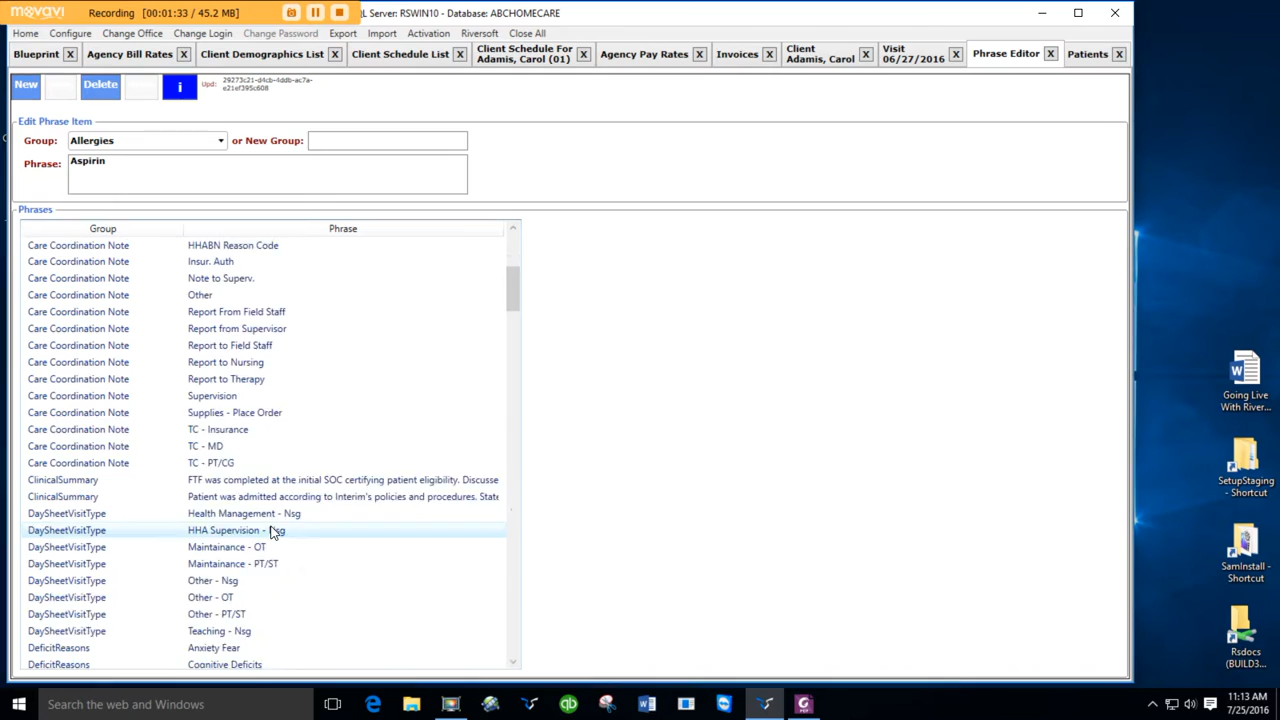 movavi Recording [00:01:33 / 45.2 MB] QL Server: RSWIN10 - Database: ABCHOMECARE
Home Configure Change Office Change Login Change Password Export Import Activation Riversoft Close All
Blueprint X Agency Bill Rates X Client Demographics List X Client Schedule List X Client Schedule For Adamis, Carol (01) X Agency Pay Rates X Invoices X Client Adamis, Carol X Visit 06/27/2016 X Phrase Editor X Patients X
New Delete i Upd: 29273c21-d4cb-4ddb-ac7a-
e21ef395c608
Edit Phrase Item
Group: Allergies or New Group:
Phrase: Aspirin
Phrases
Group Phrase
Care Coordination Note HHABN Reason Code
Care Coordination Note Insur. Auth
Care Coordination Note Note to Superv.
Care Coordination Note Other
Care Coordination Note Report From Field Staff
Care Coordination Note Report from Supervisor
Care Coordination Note Report to Field Staff
Care Coordination Note Report to Nursing
Care Coordination Note Report to Therapy
Care Coordination Note Supervision
Care Coordination Note Supplies - Place Order
Care Coordination Note TC - Insurance
Care Coordination Note TC - MD
Care Coordination Note TC - PT/CG
ClinicalSummary FTF was completed at the initial SOC certifying patient eligibility. Discusse
ClinicalSummary Patient was admitted according to Interim's policies and procedures. State
DaySheetVisitType Health Management - Nsg
DaySheetVisitType HHA Supervision - Nsg
DaySheetVisitType Maintainance - OT
DaySheetVisitType Maintainance - PT/ST
DaySheetVisitType Other - Nsg
DaySheetVisitType Other - OT
DaySheetVisitType Other - PT/ST
DaySheetVisitType Teaching - Nsg
DeficitReasons Anxiety Fear
DeficitReasons Cognitive Deficits
Going Live
With River...
SetupStaging
- Shortcut
SamInstall -
Shortcut
Rsdocs
(BUILD3...
Search the web and Windows
11:13 AM
7/25/2016